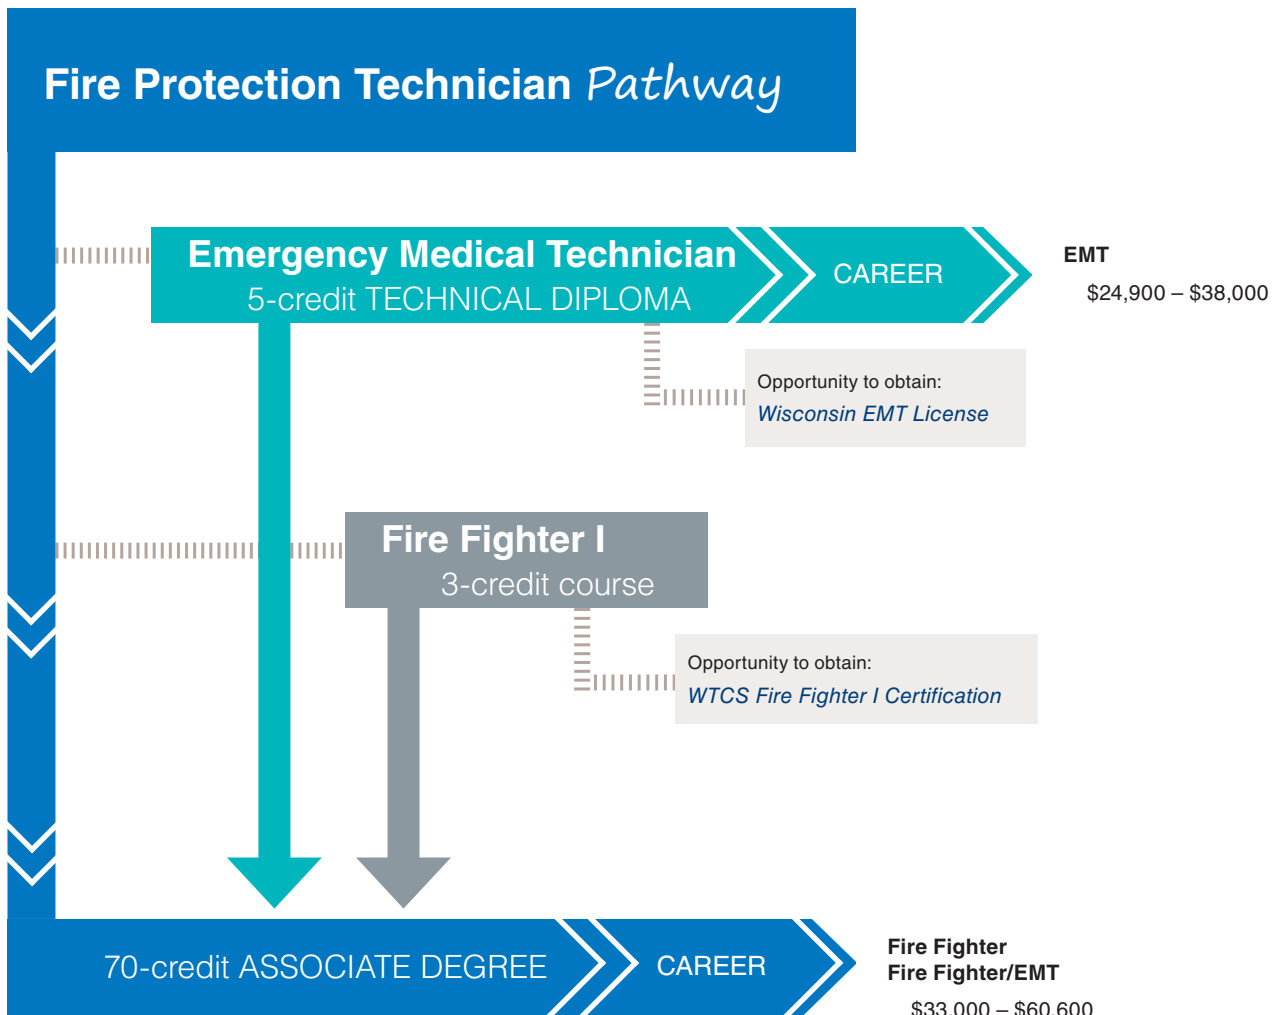 Fire Protection Technician Pathway
Emergency Medical Technician
5-credit TECHNICAL DIPLOMA
CAREER
EMT
$24,900 – $38,000
Opportunity to obtain:
Wisconsin EMT License
Fire Fighter I
3-credit course
Opportunity to obtain:
WTCS Fire Fighter I Certification
70-credit ASSOCIATE DEGREE
CAREER
Fire Fighter
Fire Fighter/EMT
$33,000 – $60,600